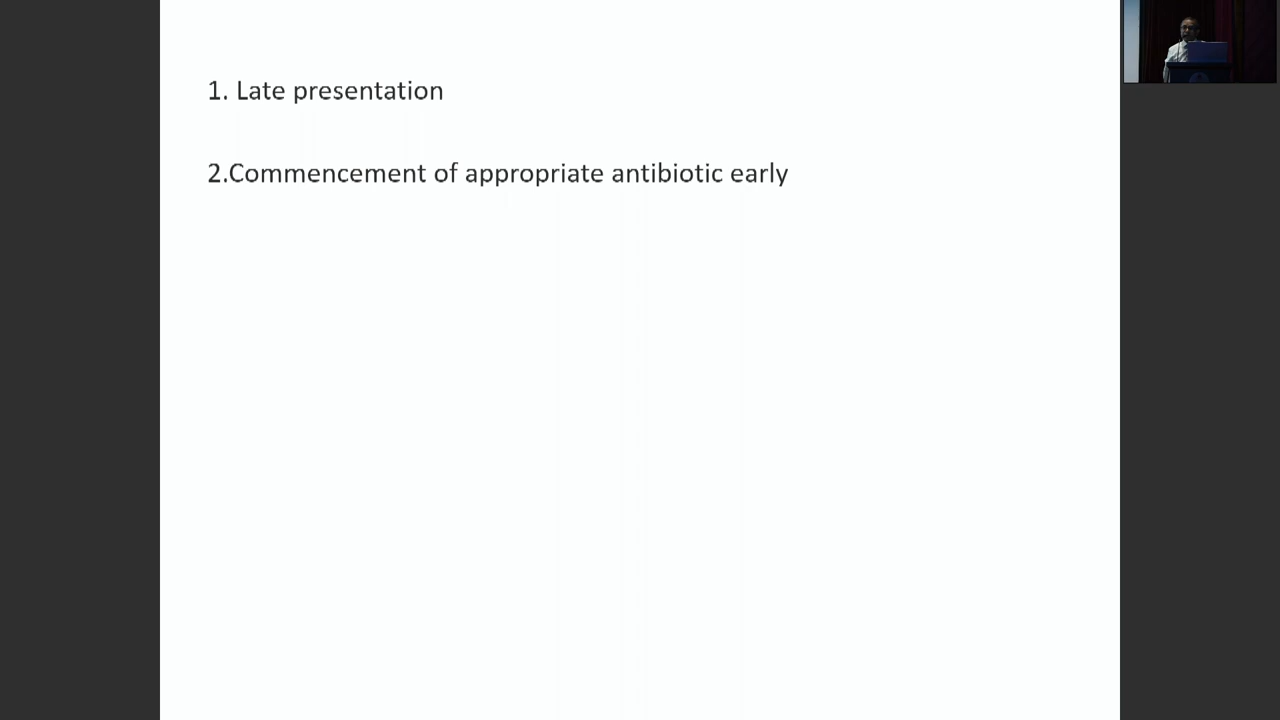 1. Late presentation
2.Commencement of appropriate antibiotic early